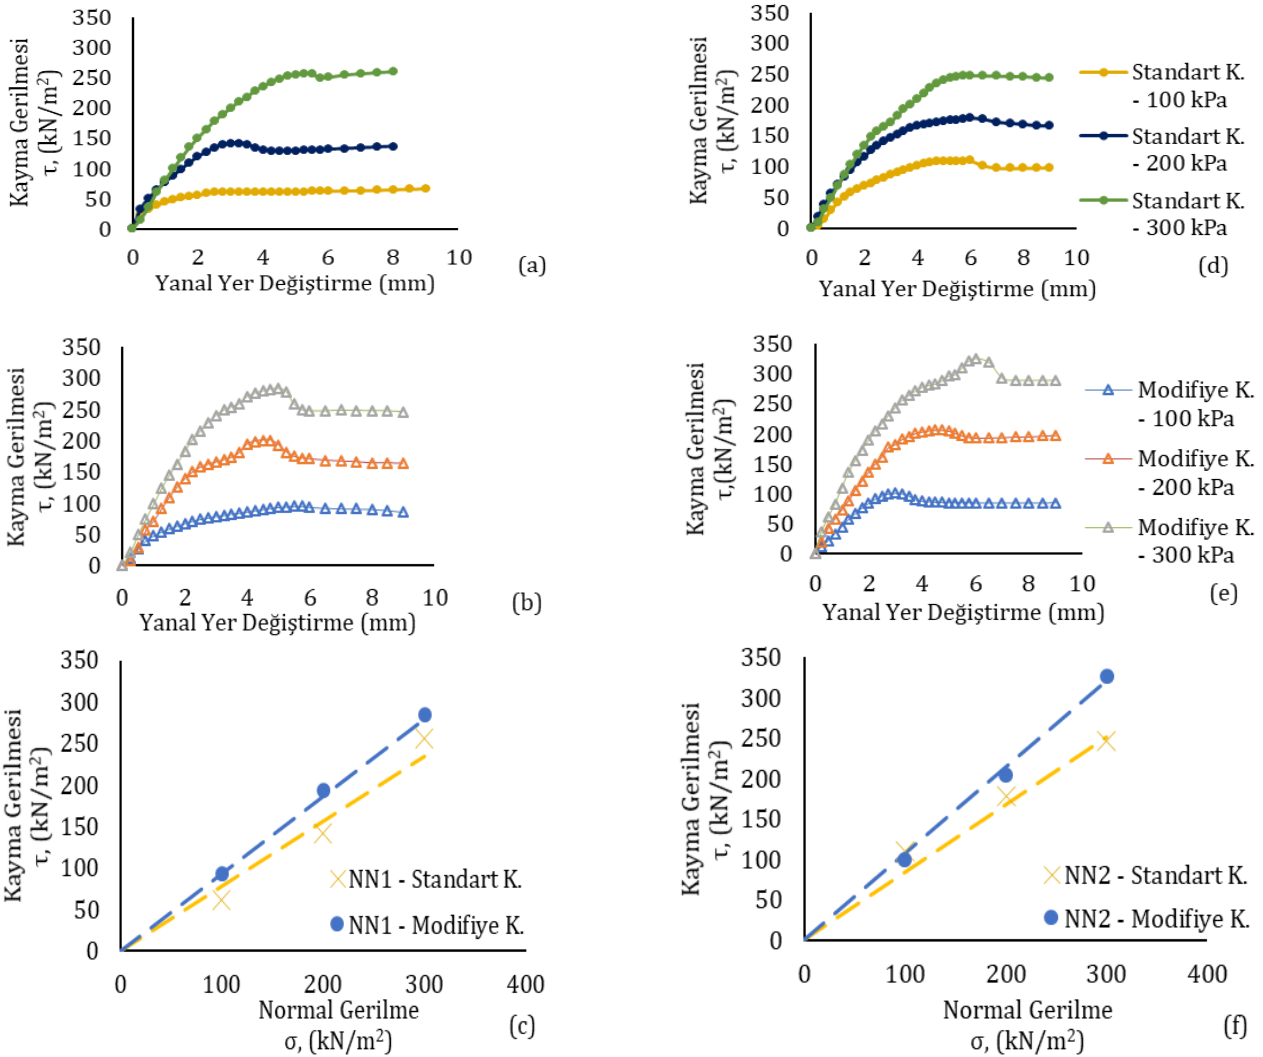 Kayma Gerilmesi
τ, (kN/m²)
350
300
250
200
150
100
50
0
0 2 4 6 8 10
Yanal Yer Değiştirme (mm)
(a)
Kayma Gerilmesi
τ, (kN/m²)
350
300
250
200
150
100
50
0
0 2 4 6 8 10
Yanal Yer Değiştirme (mm)
(d)
Standart K.
- 100 kPa
Standart K.
- 200 kPa
Standart K.
- 300 kPa
Kayma Gerilmesi
τ, (kN/m²)
350
300
250
200
150
100
50
0
0 2 4 6 8 10
Yanal Yer Değiştirme (mm)
(b)
Kayma Gerilmesi
τ,(kN/m²)
350
300
250
200
150
100
50
0
0 2 4 6 8 10
Yanal Yer Değiştirme (mm)
(e)
Modifiye K.
- 100 kPa
Modifiye K.
- 200 kPa
Modifiye K.
- 300 kPa
Kayma Gerilmesi
τ, (kN/m²)
350
300
250
200
150
100
50
0
NN1 - Standart K.
NN1 - Modifiye K.
0 100 200 300 400
Normal Gerilme
σ, (kN/m²)
(c)
Kayma Gerilmesi
τ, (kN/m²)
350
300
250
200
150
100
50
0
NN2 - Standart K.
NN2 - Modifiye K.
0 100 200 300 400
Normal Gerilme
σ, (kN/m²)
(f)